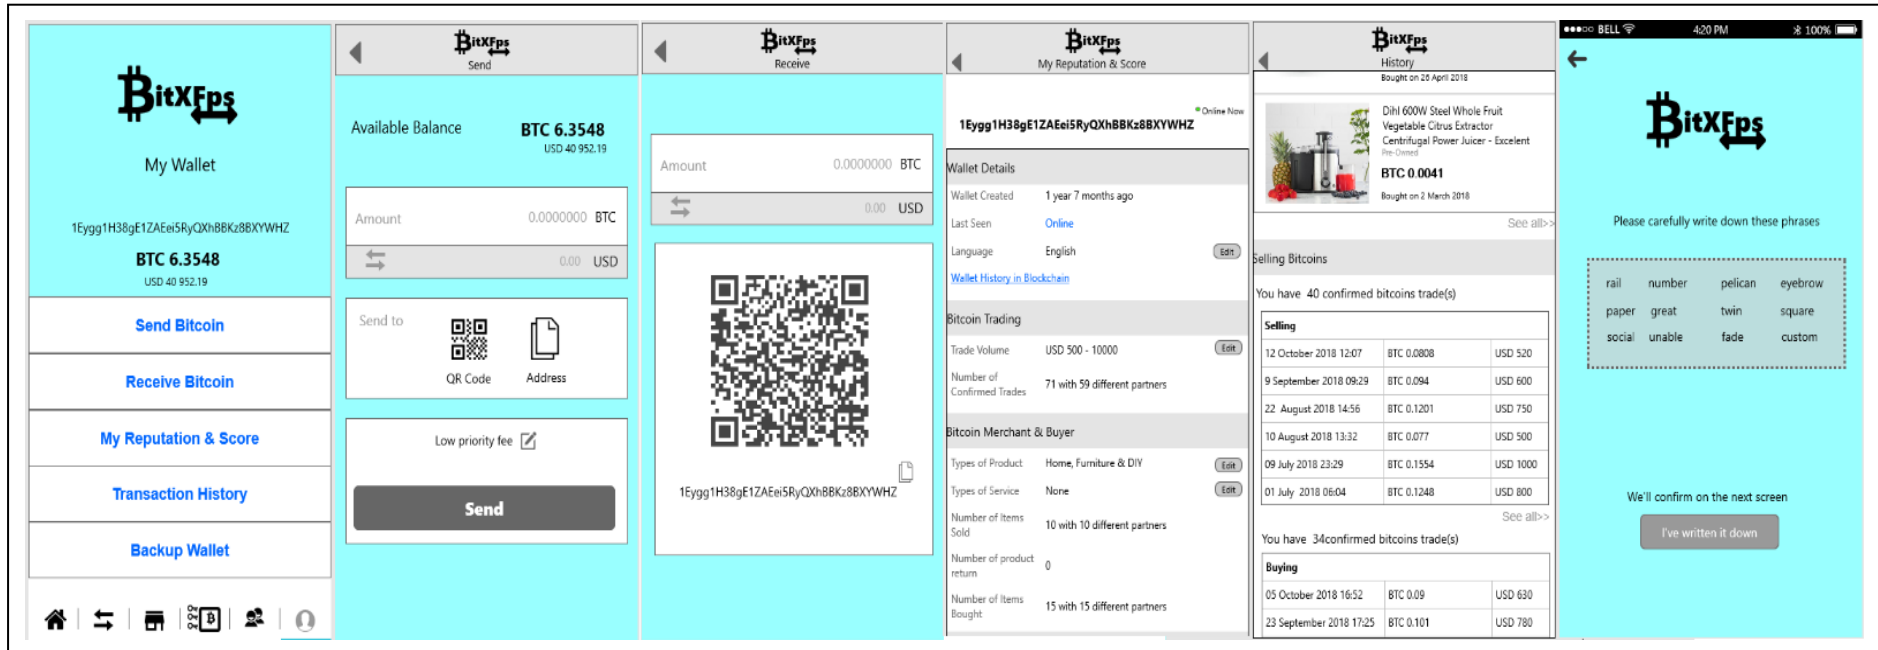 BitXFps
My Wallet
1Eygg1H38gE1ZAEei5RyQXhBBKz8BXYWHZ
BTC 6.3548
USD 40 952.19
Send Bitcoin
Receive Bitcoin
My Reputation & Score
Transaction History
Backup Wallet
BitXFps
Send
Available Balance BTC 6.3548
USD 40 952.19
Amount 0.0000000 BTC
0.00 USD
Send to
QR Code Address
Low priority fee
Send
BitXFps
Receive
Amount 0.0000000 BTC
0.00 USD
1Eygg1H38gE1ZAEei5RyQXhBBKz8BXYWHZ
BitXFps
My Reputation & Score
Online Now
1Eygg1H38gE1ZAEei5RyQXhBBKz8BXYWHZ
Wallet Details
Wallet Created 1 year 7 months ago
Last Seen Online
Language English Edit
Wallet History in Blockchain
Bitcoin Trading
Trade Volume USD 500 - 10000 Edit
Number of
Confirmed Trades 71 with 59 different partners
Bitcoin Merchant & Buyer
Types of Product Home, Furniture & DIY Edit
Types of Service None Edit
Number of Items
Sold 10 with 10 different partners
Number of product
return 0
Number of Items
Bought 15 with 15 different partners
BitXFps
History
Bought on 26 April 2018
Dihl 600W Steel Whole Fruit
Vegetable Citrus Extractor
Centrifugal Power Juicer - Excelent
Pre-Owned
BTC 0.0041
Bought on 2 March 2018
See all>>
Selling Bitcoins
You have 40 confirmed bitcoins trade(s)
Selling
12 October 2018 12:07 BTC 0.0808 USD 520
9 September 2018 09:29 BTC 0.094 USD 600
22 August 2018 14:56 BTC 0.1201 USD 750
10 August 2018 13:32 BTC 0.077 USD 500
09 July 2018 23:29 BTC 0.1554 USD 1000
01 July 2018 06:04 BTC 0.1248 USD 800
See all>>
You have 34confirmed bitcoins trade(s)
Buying
05 October 2018 16:52 BTC 0.09 USD 630
23 September 2018 17:25 BTC 0.101 USD 780
BELL 4:20 PM 100%
BitXFps
Please carefully write down these phrases
rail number pelican eyebrow
paper great twin square
social unable fade custom
We'll confirm on the next screen
I've written it down